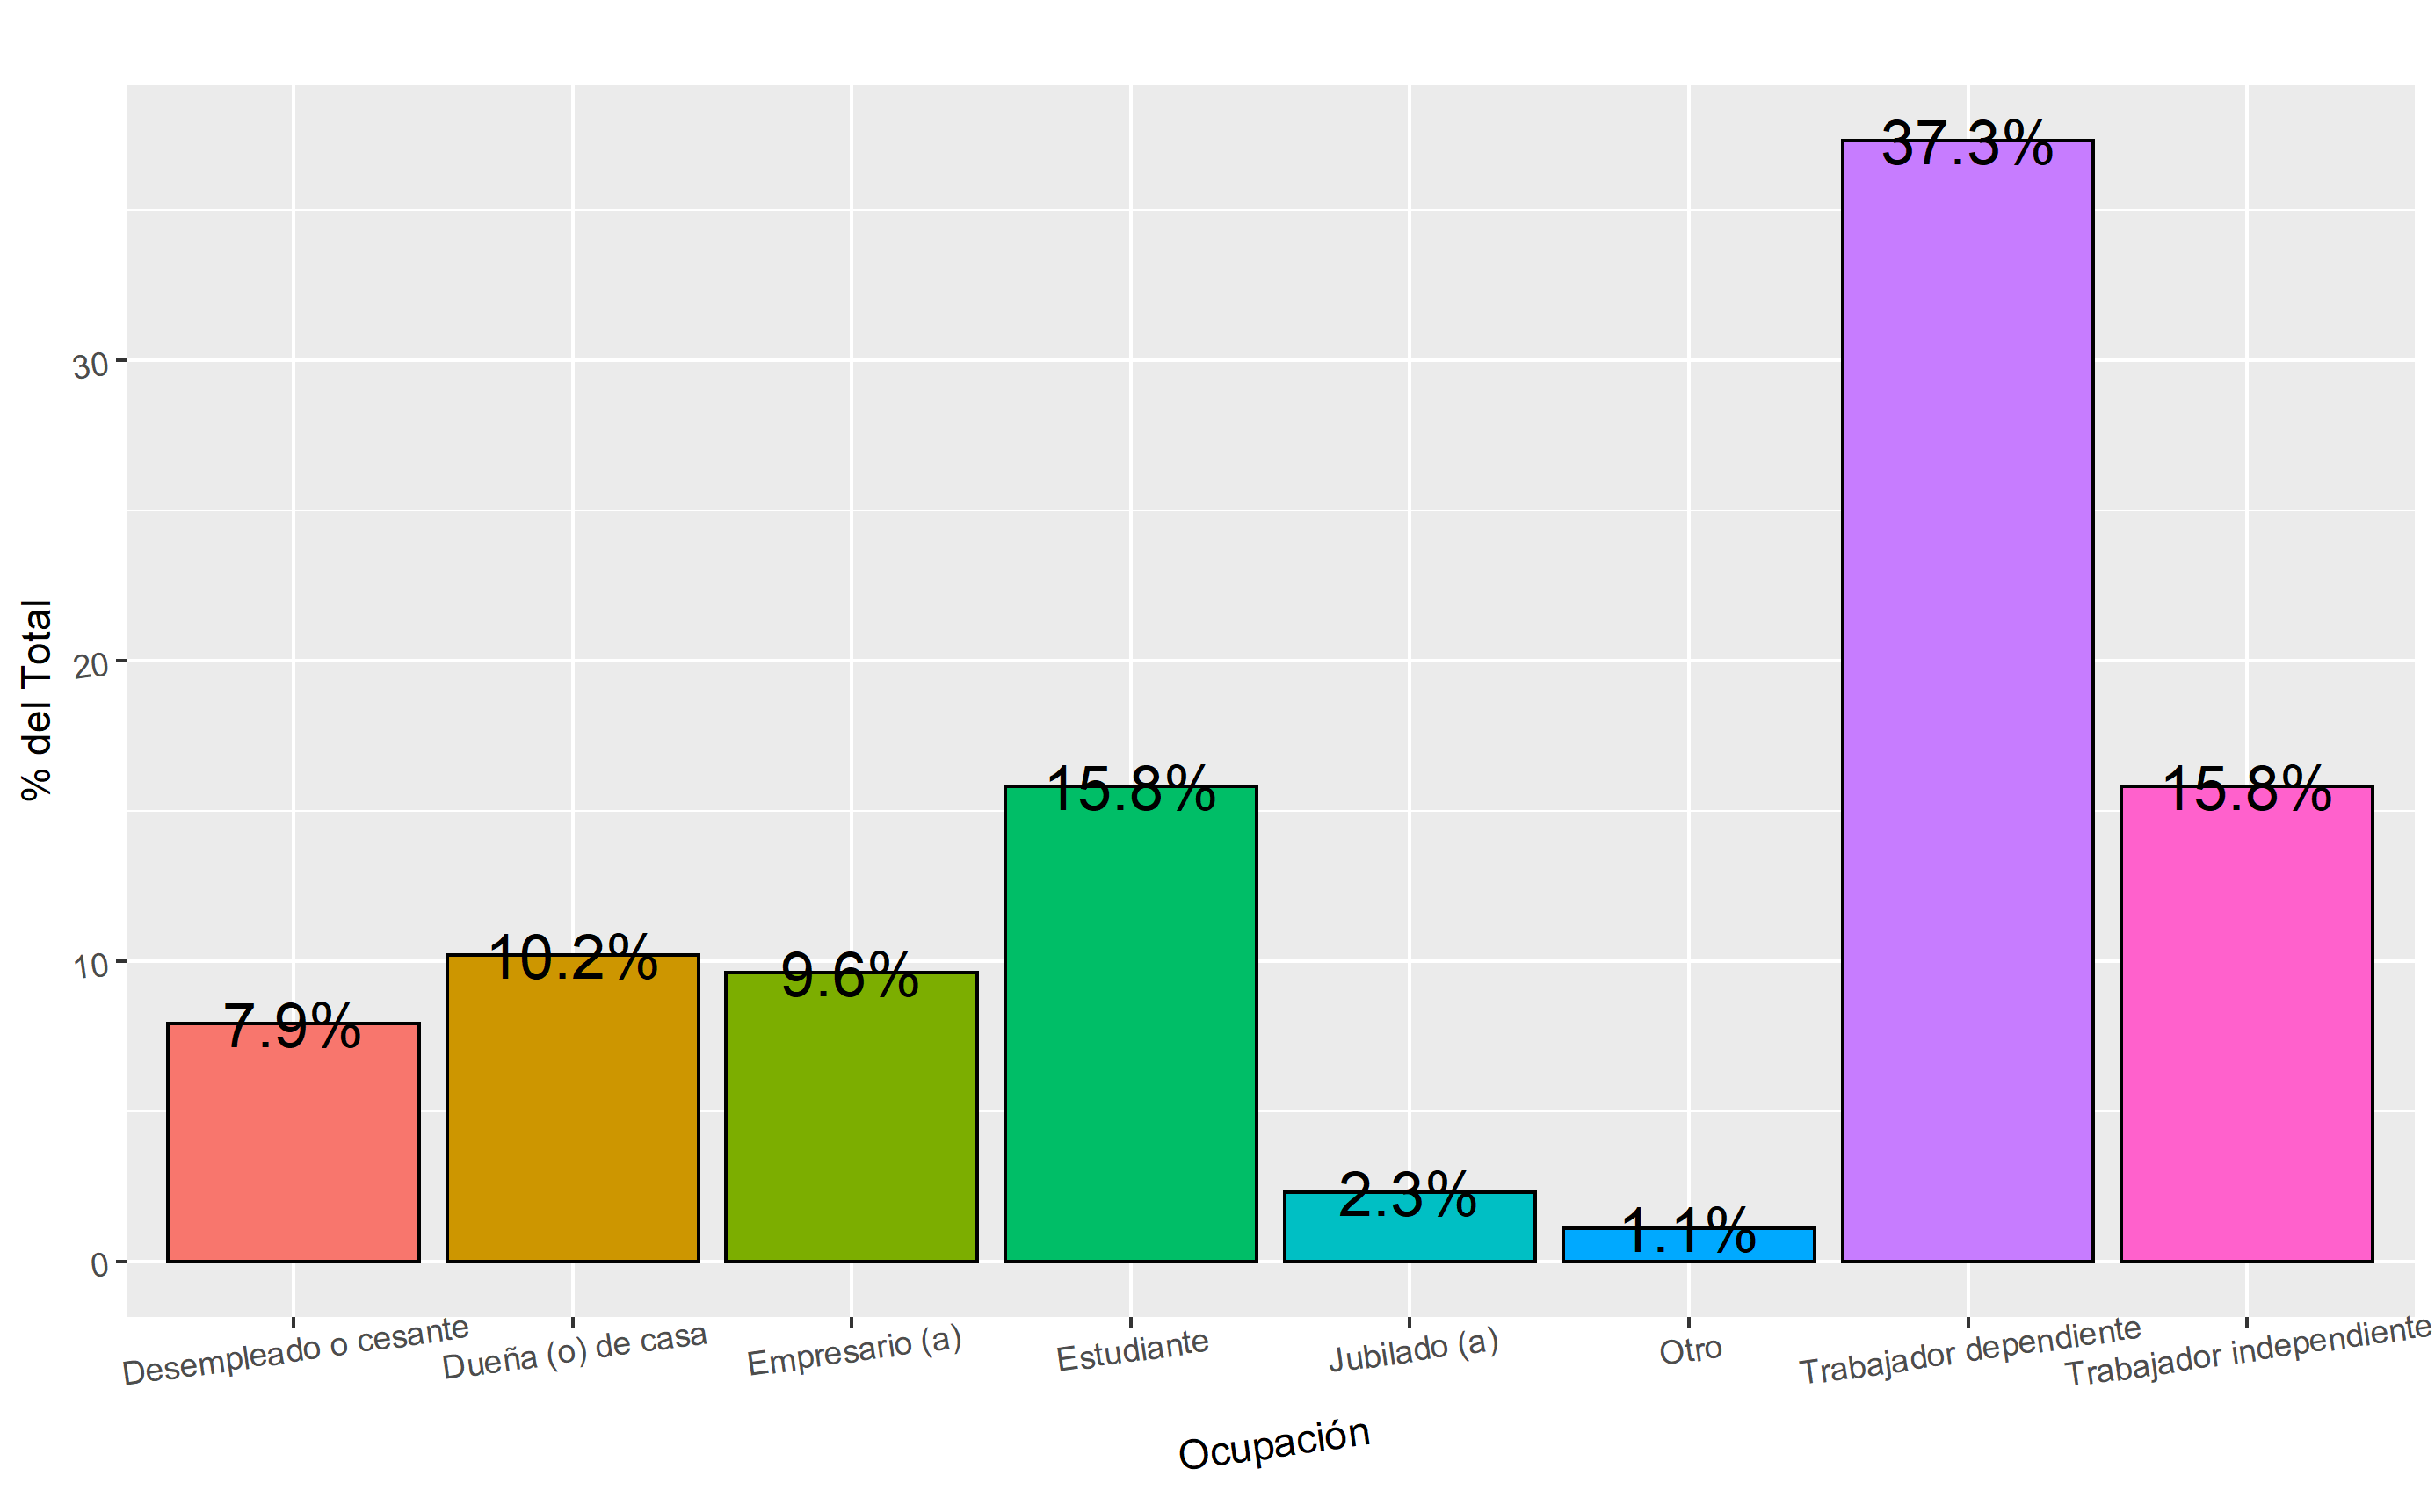 % del Total
30
20
10
0
7.9%
10.2%
9.6%
15.8%
2.3%
1.1%
37.3%
15.8%
Desempleado o cesante
Dueña (o) de casa
Empresario (a)
Estudiante
Jubilado (a)
Otro
Trabajador dependiente
Trabajador independiente
Ocupación